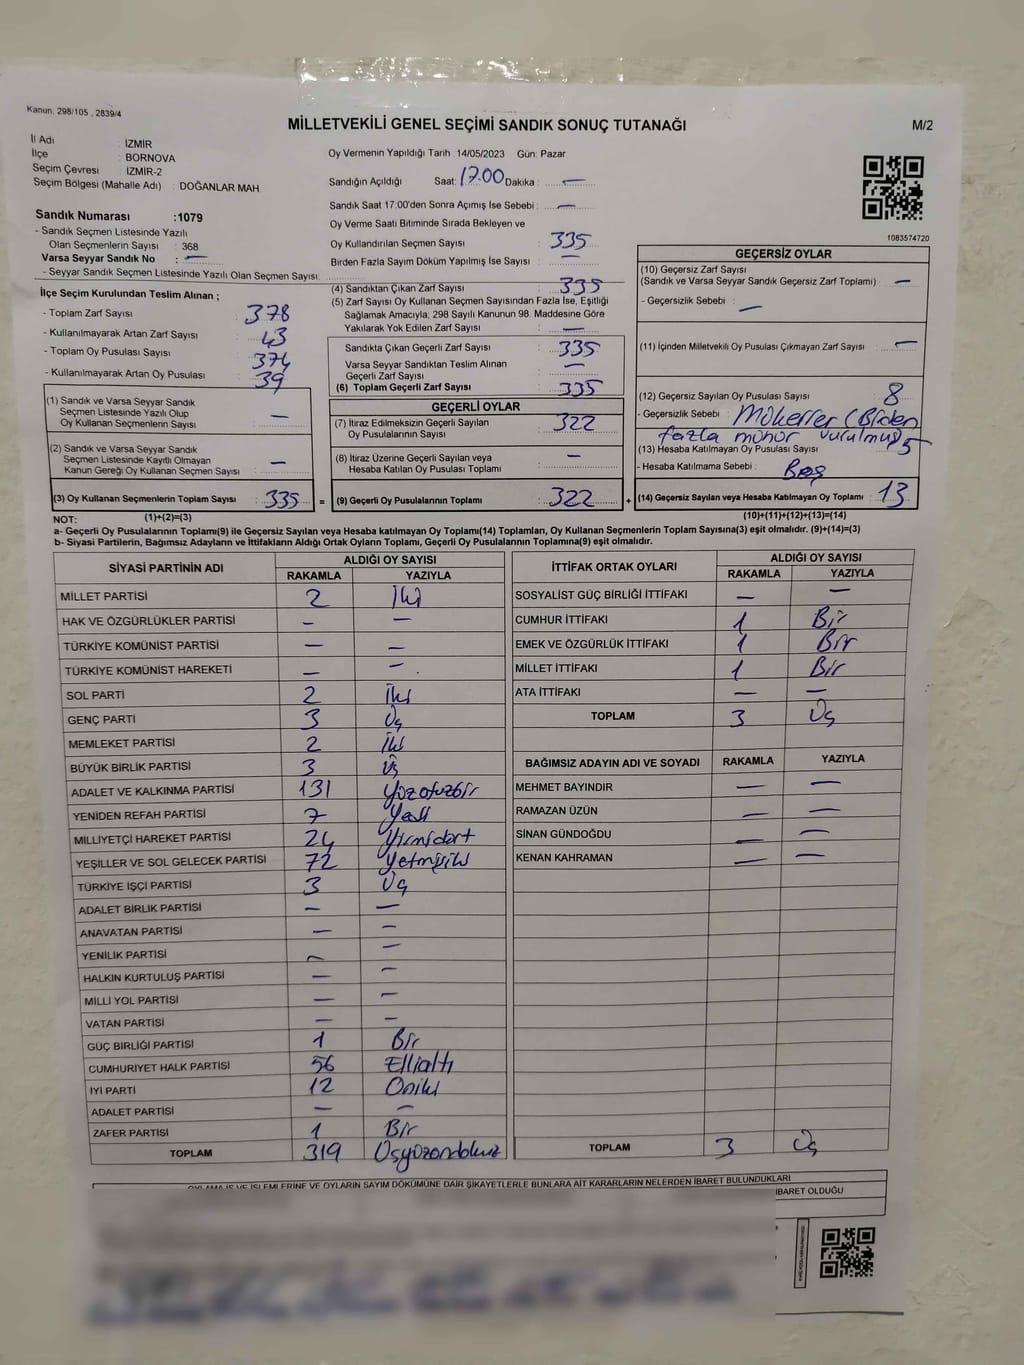 Kanun: 298/105 , 2839/4
MİLLETVEKİLİ GENEL SEÇİMİ SANDIK SONUÇ TUTANAĞI
M/2
İl Adı : İZMİR
İlçe : BORNOVA
Seçim Çevresi : İZMİR-2
Seçim Bölgesi (Mahalle Adı) : DOĞANLAR MAH.
Sandık Numarası :1079
- Sandık Seçmen Listesinde Yazılı
Olan Seçmenlerin Sayısı : 368
Varsa Seyyar Sandık No : —
- Seyyar Sandık Seçmen Listesinde Yazılı Olan Seçmen Sayısı:
Oy Vermenin Yapıldığı Tarih :14/05/2023 Gün: Pazar
Sandığın Açıldığı Saat: 17.00 Dakika : —
Sandık Saat 17:00'den Sonra Açımış İse Sebebi : —
Oy Verme Saati Bitiminde Sırada Bekleyen ve
Oy Kullandırılan Seçmen Sayısı 335
Birden Fazla Sayım Döküm Yapılmış İse Sayısı : —
1083574720
İlçe Seçim Kurulundan Teslim Alınan ;
- Toplam Zarf Sayısı : 378
- Kullanılmayarak Artan Zarf Sayısı : 43
- Toplam Oy Pusulası Sayısı : 374
- Kullanılmayarak Artan Oy Pusulası : 39
(1) Sandık ve Varsa Seyyar Sandık
Seçmen Listesinde Yazılı Olup
Oy Kullanan Seçmenlerin Sayısı : —
(2) Sandık ve Varsa Seyyar Sandık
Seçmen Listesinde Kayıtlı Olmayan
Kanun Gereği Oy Kullanan Seçmen Sayısı : —
(3) Oy Kullanan Seçmenlerin Toplam Sayısı : 335 =
(4) Sandıktan Çıkan Zarf Sayısı : 335
(5) Zarf Sayısı Oy Kullanan Seçmen Sayısından Fazla İse, Eşitliği
Sağlamak Amacıyla; 298 Sayılı Kanunun 98. Maddesine Göre
Yakılarak Yok Edilen Zarf Sayısı : —
Sandıkta Çıkan Geçerli Zarf Sayısı : 335
Varsa Seyyar Sandıktan Teslim Alınan
Geçerli Zarf Sayısı : —
(6) Toplam Geçerli Zarf Sayısı : 335
GEÇERLİ OYLAR
(7) İtiraz Edilmeksizin Geçerli Sayılan
Oy Pusulalarının Sayısı : 322
(8) İtiraz Üzerine Geçerli Sayılan veya
Hesaba Katılan Oy Pusulası Toplamı : —
(9) Geçerli Oy Pusulalarının Toplamı : 322 +
GEÇERSİZ OYLAR
(10) Geçersiz Zarf Sayısı
(Sandık ve Varsa Seyyar Sandık Geçersiz Zarf Toplamı) : —
- Geçersizlik Sebebi : —
(11) İçinden Milletvekili Oy Pusulası Çıkmayan Zarf Sayısı : —
(12) Geçersiz Sayılan Oy Pusulası Sayısı : 8
- Geçersizlik Sebebi : Mükerrer (Birden
fazla mühür vurulmuş
(13) Hesaba Katılmayan Oy Pusulası Sayısı : 5
- Hesaba Katılmama Sebebi : Boş
(14) Geçersiz Sayılan veya Hesaba Katılmayan Oy Toplamı : 13
NOT: (1)+(2)=(3)
(10)+(11)+(12)+(13)=(14)
a- Geçerli Oy Pusulalarının Toplamı(9) ile Geçersiz Sayılan veya Hesaba katılmayan Oy Toplamı(14) Toplamları, Oy Kullanan Seçmenlerin Toplam Sayısına(3) eşit olmalıdır. (9)+(14)=(3)
b- Siyasi Partilerin, Bağımsız Adayların ve İttifakların Aldığı Ortak Oyların Toplamı, Geçerli Oy Pusulalarının Toplamına(9) eşit olmalıdır.
SİYASİ PARTİNİN ADI ALDIĞI OY SAYISI
RAKAMLA YAZIYLA
MİLLET PARTİSİ 2 İki
HAK VE ÖZGÜRLÜKLER PARTİSİ — —
TÜRKİYE KOMÜNİST PARTİSİ — —
TÜRKİYE KOMÜNİST HAREKETİ — —
SOL PARTİ 2 İki
GENÇ PARTİ 3 Üç
MEMLEKET PARTİSİ 2 İki
BÜYÜK BİRLİK PARTİSİ 3 Üç
ADALET VE KALKINMA PARTİSİ 131 Yüzotuzbir
YENİDEN REFAH PARTİSİ 7 Yedi
MİLLİYETÇİ HAREKET PARTİSİ 24 Yirmidört
YEŞİLLER VE SOL GELECEK PARTİSİ 72 Yetmişiki
TÜRKİYE İŞÇİ PARTİSİ 3 Üç
ADALET BİRLİK PARTİSİ — —
ANAVATAN PARTİSİ — —
YENİLİK PARTİSİ — —
HALKIN KURTULUŞ PARTİSİ — —
MİLLİ YOL PARTİSİ — —
VATAN PARTİSİ — —
GÜÇ BİRLİĞİ PARTİSİ 1 Bir
CUMHURİYET HALK PARTİSİ 56 Ellialtı
İYİ PARTİ 12 Oniki
ADALET PARTİSİ — —
ZAFER PARTİSİ 1 Bir
TOPLAM 319 Üçyüzondokuz
İTTİFAK ORTAK OYLARI ALDIĞI OY SAYISI
RAKAMLA YAZIYLA
SOSYALİST GÜÇ BİRLİĞİ İTTİFAKI — —
CUMHUR İTTİFAKI 1 Bir
EMEK VE ÖZGÜRLÜK İTTİFAKI 1 Bir
MİLLET İTTİFAKI 1 Bir
ATA İTTİFAKI — —
TOPLAM 3 Üç
BAĞIMSIZ ADAYIN ADI VE SOYADI RAKAMLA YAZIYLA
MEHMET BAYINDIR — —
RAMAZAN ÜZÜN — —
SİNAN GÜNDOĞDU — —
KENAN KAHRAMAN — —
TOPLAM 3 Üç
OYLAMA İŞ VE İŞLEMLERİNE VE OYLARIN SAYIM DÖKÜMÜNE DAİR ŞİKAYETLERLE BUNLARA AİT KARARLARIN NELERDEN İBARET BULUNDUKLARI
İBARET OLDUĞU